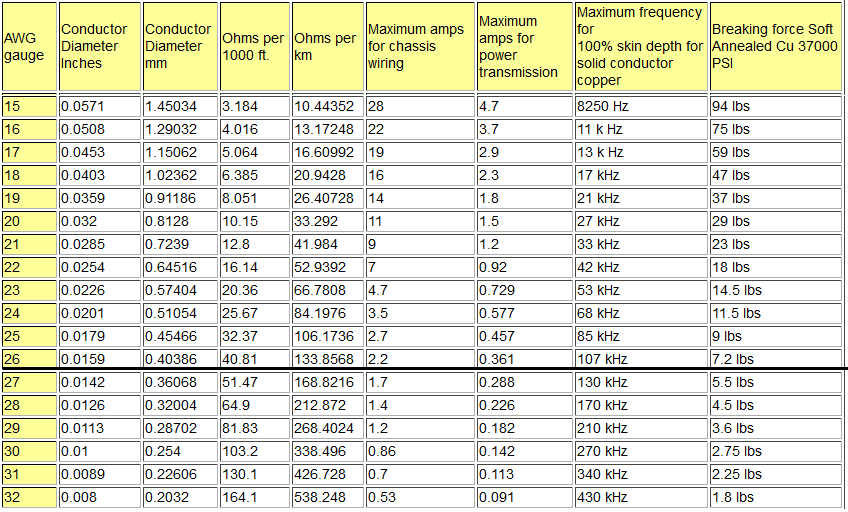 AWG gauge | Conductor Diameter Inches | Conductor Diameter mm | Ohms per 1000 ft. | Ohms per km | Maximum amps for chassis wiring | Maximum amps for power transmission | Maximum frequency for 100% skin depth for solid conductor copper | Breaking force Soft Annealed Cu 37000 PSI
15 | 0.0571 | 1.45034 | 3.184 | 10.44352 | 28 | 4.7 | 8250 Hz | 94 lbs
16 | 0.0508 | 1.29032 | 4.016 | 13.17248 | 22 | 3.7 | 11 k Hz | 75 lbs
17 | 0.0453 | 1.15062 | 5.064 | 16.60992 | 19 | 2.9 | 13 k Hz | 59 lbs
18 | 0.0403 | 1.02362 | 6.385 | 20.9428 | 16 | 2.3 | 17 kHz | 47 lbs
19 | 0.0359 | 0.91186 | 8.051 | 26.40728 | 14 | 1.8 | 21 kHz | 37 lbs
20 | 0.032 | 0.8128 | 10.15 | 33.292 | 11 | 1.5 | 27 kHz | 29 lbs
21 | 0.0285 | 0.7239 | 12.8 | 41.984 | 9 | 1.2 | 33 kHz | 23 lbs
22 | 0.0254 | 0.64516 | 16.14 | 52.9392 | 7 | 0.92 | 42 kHz | 18 lbs
23 | 0.0226 | 0.57404 | 20.36 | 66.7808 | 4.7 | 0.729 | 53 kHz | 14.5 lbs
24 | 0.0201 | 0.51054 | 25.67 | 84.1976 | 3.5 | 0.577 | 68 kHz | 11.5 lbs
25 | 0.0179 | 0.45466 | 32.37 | 106.1736 | 2.7 | 0.457 | 85 kHz | 9 lbs
26 | 0.0159 | 0.40386 | 40.81 | 133.8568 | 2.2 | 0.361 | 107 kHz | 7.2 lbs
27 | 0.0142 | 0.36068 | 51.47 | 168.8216 | 1.7 | 0.288 | 130 kHz | 5.5 lbs
28 | 0.0126 | 0.32004 | 64.9 | 212.872 | 1.4 | 0.226 | 170 kHz | 4.5 lbs
29 | 0.0113 | 0.28702 | 81.83 | 268.4024 | 1.2 | 0.182 | 210 kHz | 3.6 lbs
30 | 0.01 | 0.254 | 103.2 | 338.496 | 0.86 | 0.142 | 270 kHz | 2.75 lbs
31 | 0.0089 | 0.22606 | 130.1 | 426.728 | 0.7 | 0.113 | 340 kHz | 2.25 lbs
32 | 0.008 | 0.2032 | 164.1 | 538.248 | 0.53 | 0.091 | 430 kHz | 1.8 lbs